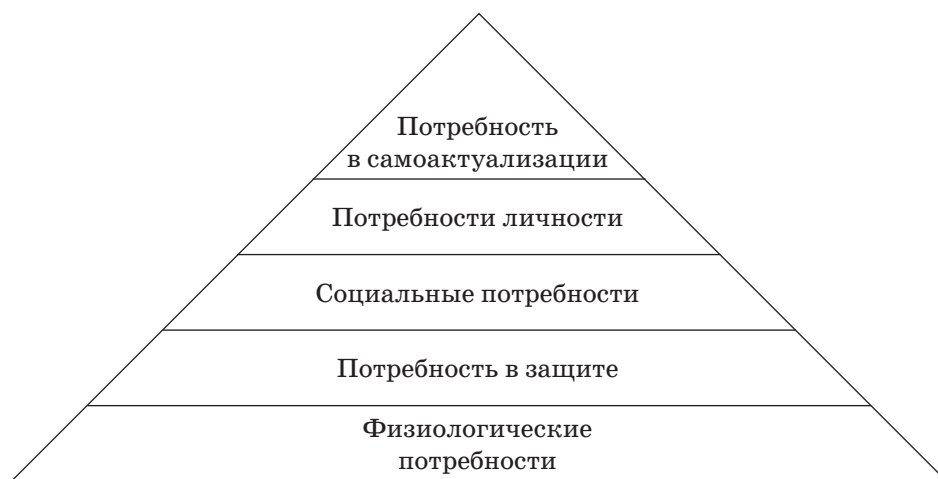 Потребность
в самоактуализации
Потребности личности
Социальные потребности
Потребность в защите
Физиологические
потребности